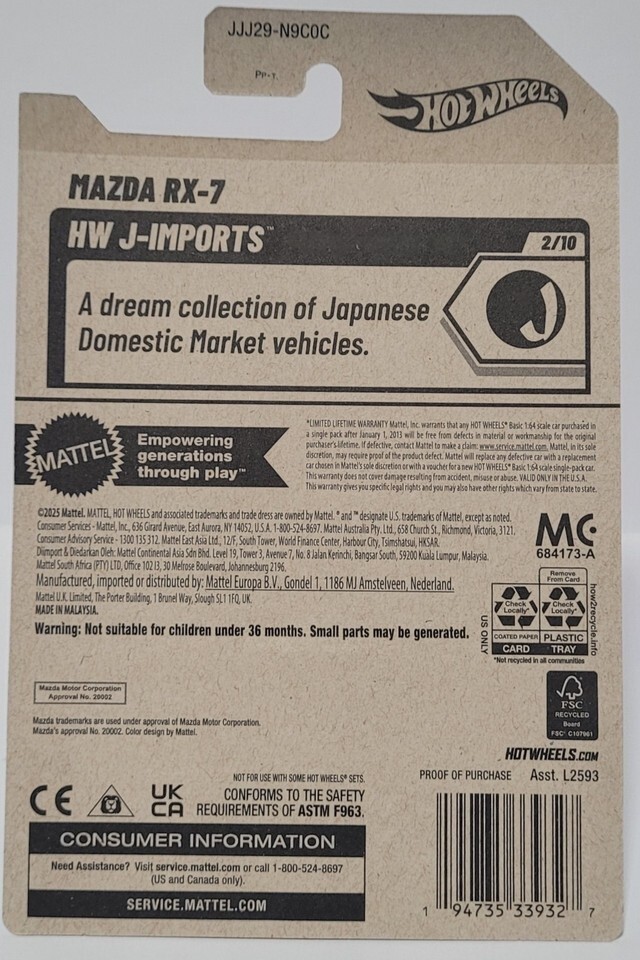 JJJ29-N9C0C
HOT WHEELS
MAZDA RX-7
HW J-IMPORTS™
2/10
A dream collection of Japanese
Domestic Market vehicles.
J
MATTEL
Empowering
generations
through play™
*LIMITED LIFETIME WARRANTY Mattel, Inc. warrants that any HOT WHEELS® Basic 1:64 scale car purchased in
a single pack after January 1, 2013 will be free from defects in material or workmanship for the original
purchaser's lifetime. If defective, contact Mattel to make a claim: www.service.mattel.com. Mattel, in its sole
discretion, may require proof of the product defect. Mattel will replace any defective car with a replacement
car chosen in Mattel's sole discretion or with a voucher for a new HOT WHEELS® Basic 1:64 scale single-pack car.
This warranty does not cover damage resulting from accident, misuse or abuse. VALID ONLY IN THE U.S.A.
This warranty gives you specific legal rights and you may also have other rights which vary from state to state.
©2025 Mattel. MATTEL, HOT WHEELS and associated trademarks and trade dress are owned by Mattel. ® and ™ designate U.S. trademarks of Mattel, except as noted.
Consumer Services - Mattel, Inc., 636 Girard Avenue, East Aurora, NY 14052, U.S.A. 1-800-524-8697. Mattel Australia Pty. Ltd., 658 Church St., Richmond, Victoria, 3121.
Consumer Advisory Service - 1300 135 312. Mattel East Asia Ltd., 12/F, South Tower, World Finance Center, Harbour City, Tsimshatsui, HKSAR.
Diimport & Diedarkan Oleh: Mattel Continental Asia Sdn Bhd. Level 19, Tower 3, Avenue 7, No. 8 Jalan Kerinchi, Bangsar South, 59200 Kuala Lumpur, Malaysia.
Mattel South Africa (PTY) LTD, Office 102 I3, 30 Melrose Boulevard, Johannesburg 2196.
Manufactured, imported or distributed by: Mattel Europa B.V., Gondel 1, 1186 MJ Amstelveen, Nederland.
Mattel U.K. Limited, The Porter Building, 1 Brunel Way, Slough SL1 1FQ, UK.
MADE IN MALAYSIA.
Warning: Not suitable for children under 36 months. Small parts may be generated.
MC
684173-A
Remove
From Card
Check
Locally*
Check
Locally*
COATED PAPER
PLASTIC
CARD
TRAY
US ONLY
how2recycle.info
*Not recycled in all communities
Mazda Motor Corporation
Approval No. 20002
Mazda trademarks are used under approval of Mazda Motor Corporation.
Mazda's approval No. 20002. Color design by Mattel.
FSC
RECYCLED
Board
FSC® C107961
HOTWHEELS.COM
PROOF OF PURCHASE
Asst. L2593
NOT FOR USE WITH SOME HOT WHEELS® SETS.
CE
UK
CA
CONFORMS TO THE SAFETY
REQUIREMENTS OF ASTM F963.
CONSUMER INFORMATION
Need Assistance? Visit service.mattel.com or call 1-800-524-8697
(US and Canada only).
SERVICE.MATTEL.COM
1 94735 33932 7